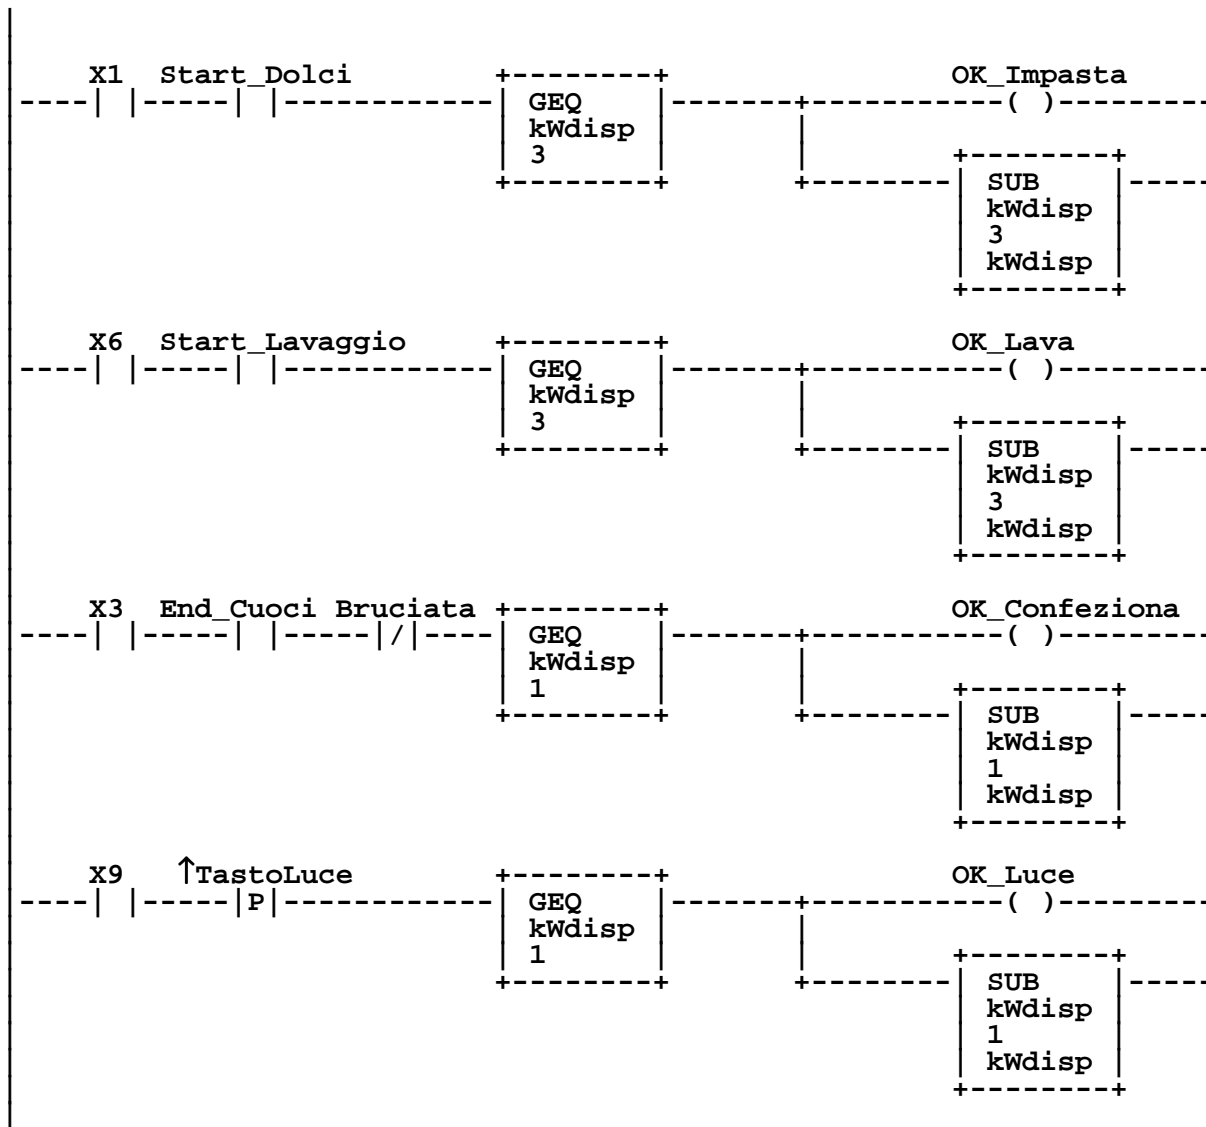 X1 Start_Dolci +--------+ OK_Impasta
----| |-----| |------------| GEQ |-------+-----------( )---------
| kWdisp | |
| 3 | | +--------+
+--------+ +--------| SUB |-----
| kWdisp |
| 3 |
| kWdisp |
+--------+
X6 Start_Lavaggio +--------+ OK_Lava
----| |-----| |------------| GEQ |-------+-----------( )---------
| kWdisp | |
| 3 | | +--------+
+--------+ +--------| SUB |-----
| kWdisp |
| 3 |
| kWdisp |
+--------+
X3 End_Cuoci Bruciata +--------+ OK_Confeziona
----| |-----| |-----|/|----| GEQ |-------+-----------( )---------
| kWdisp | |
| 1 | | +--------+
+--------+ +--------| SUB |-----
| kWdisp |
| 1 |
| kWdisp |
+--------+
X9 ↑TastoLuce +--------+ OK_Luce
----| |-----|P|------------| GEQ |-------+-----------( )---------
| kWdisp | |
| 1 | | +--------+
+--------+ +--------| SUB |-----
| kWdisp |
| 1 |
| kWdisp |
+--------+